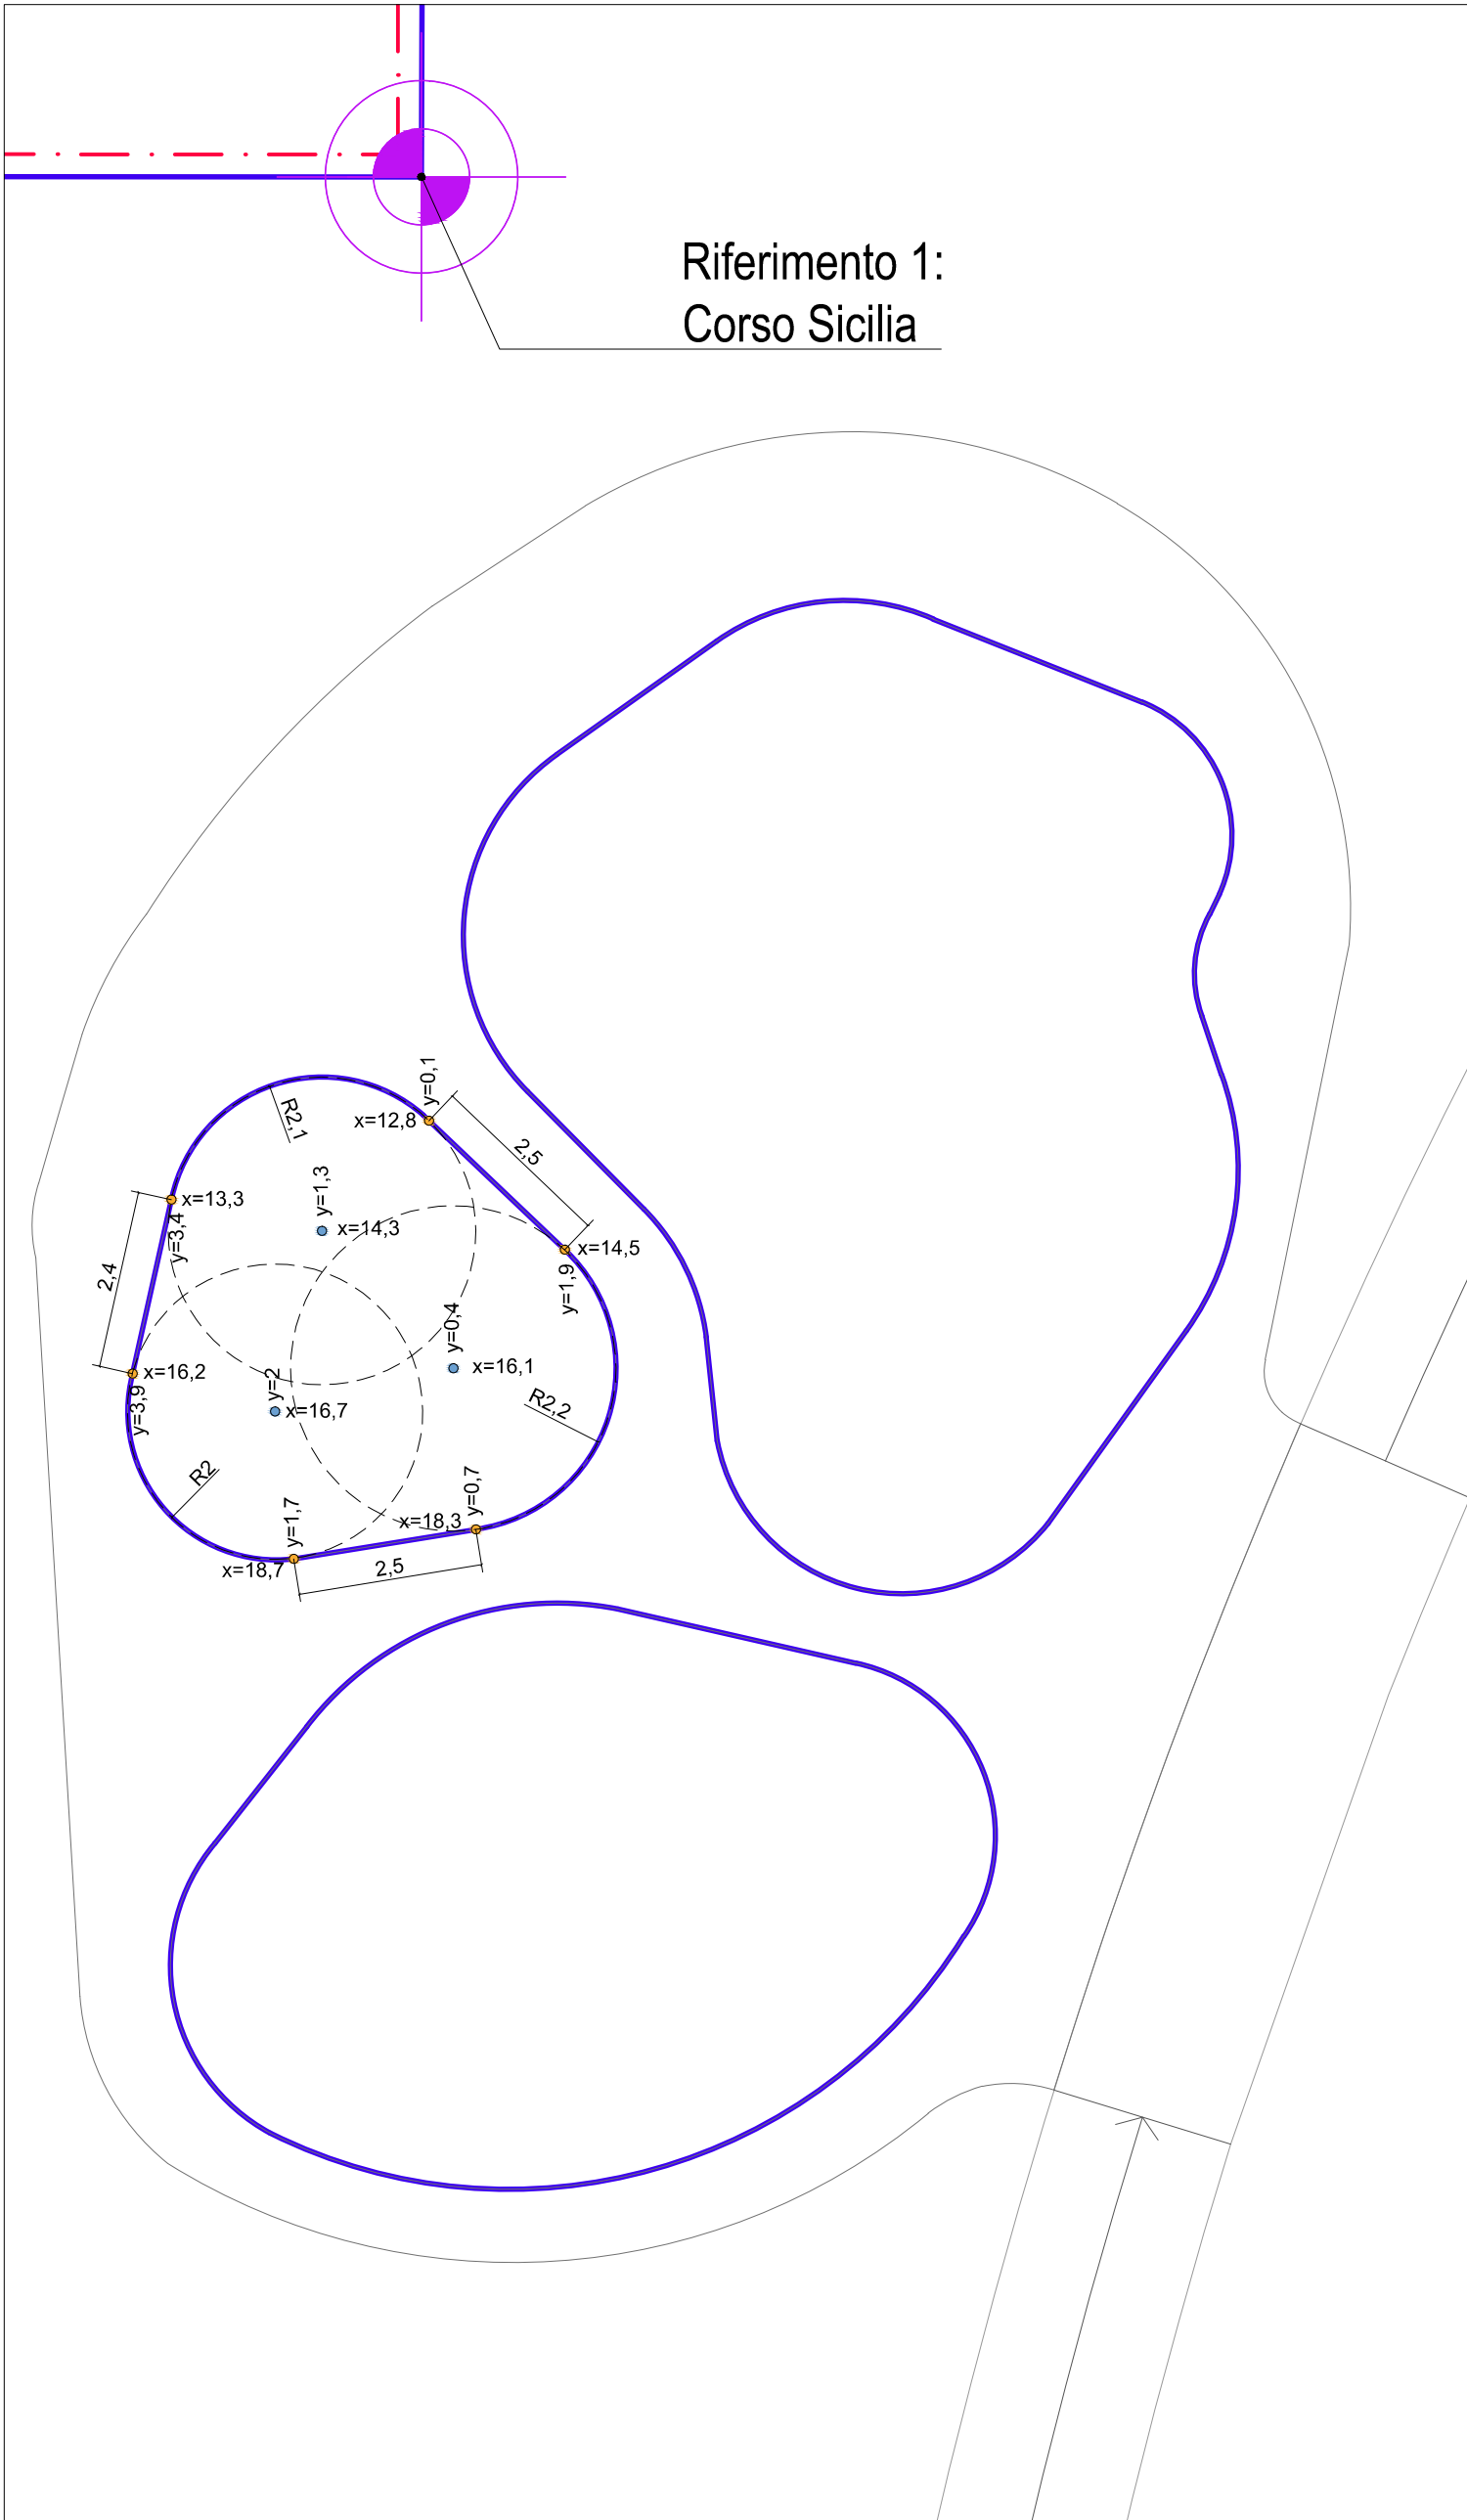 Riferimento 1:
Corso Sicilia
y=0,1
x=12,8
R2,1
2,5
y=1,3
x=13,3
y=3,4
x=14,3
x=14,5
y=1,9
2,4
y=0,4
x=16,1
x=16,2
y=3,9
y=2
x=16,7
R2,2
R2
y=0,7
x=18,3
y=1,7
x=18,7
2,5